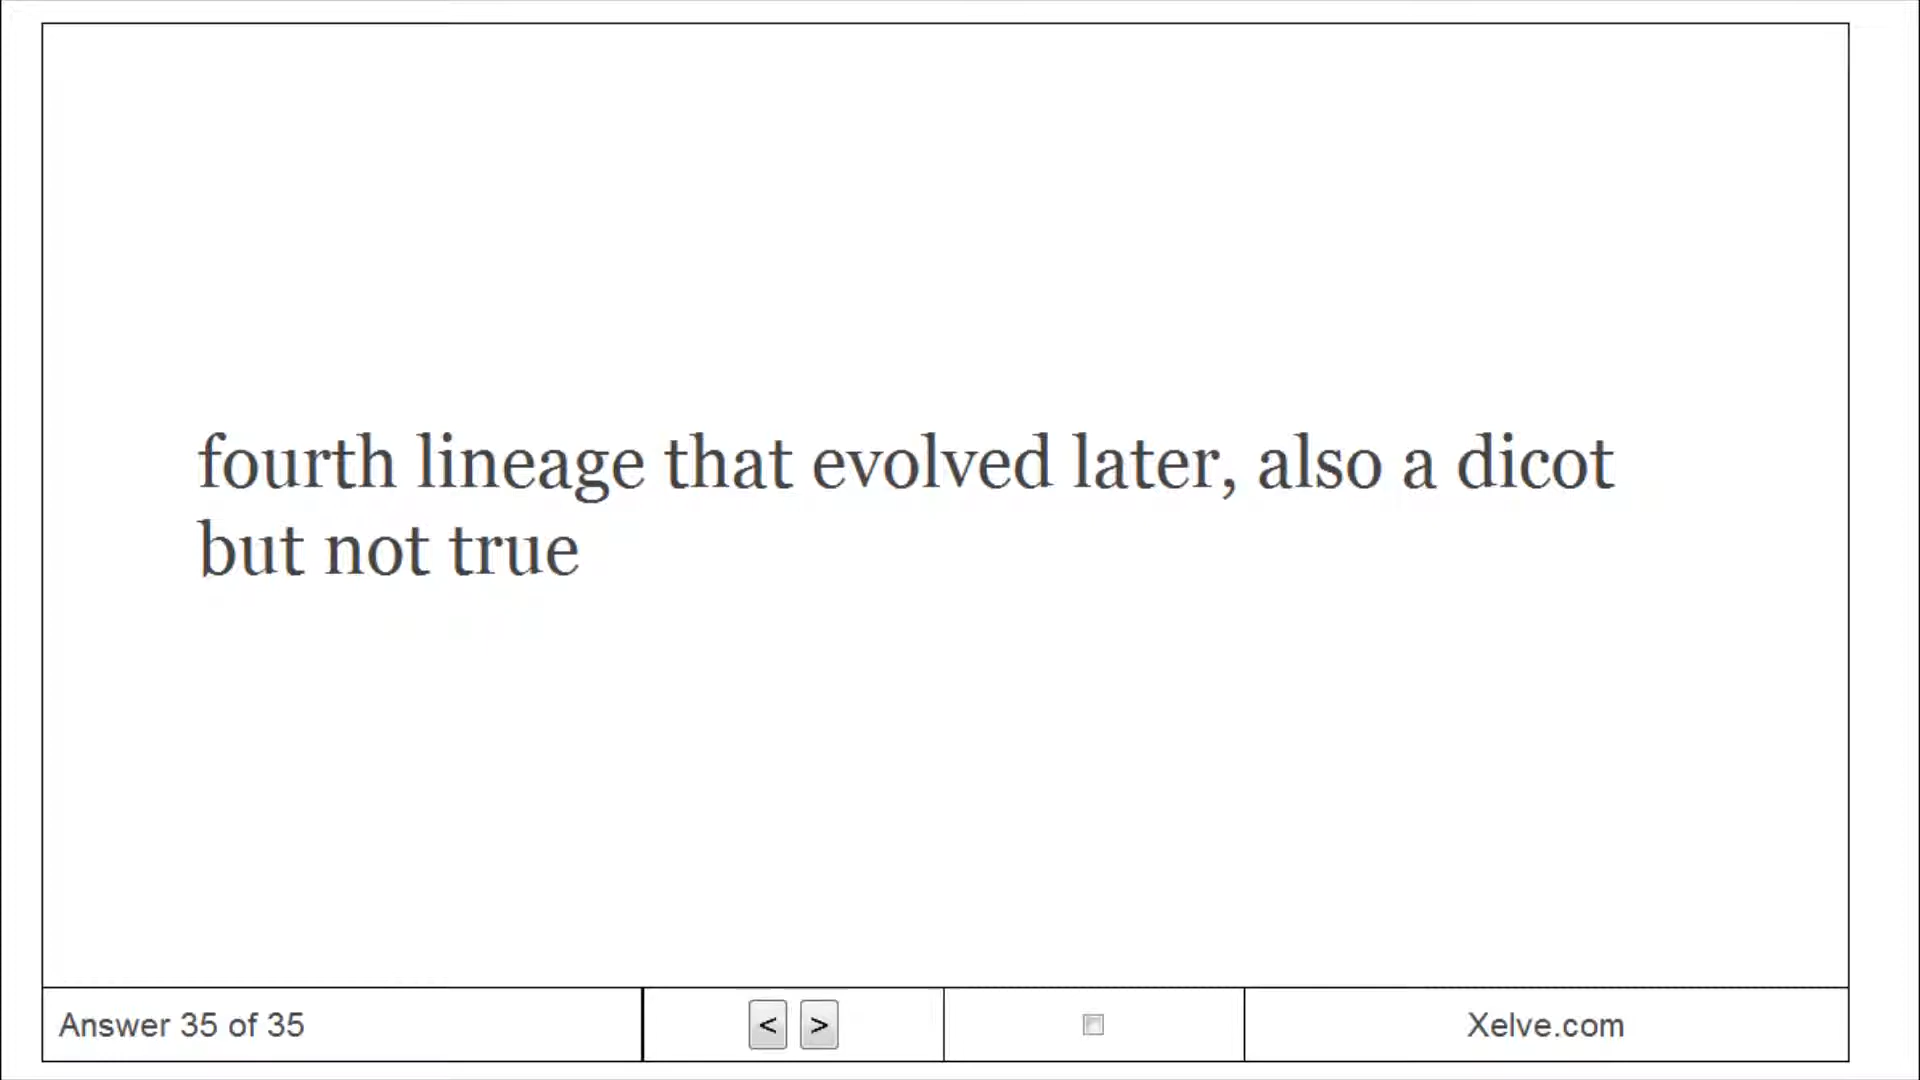 fourth lineage that evolved later, also a dicot
but not true
Answer 35 of 35
<
>
Xelve.com